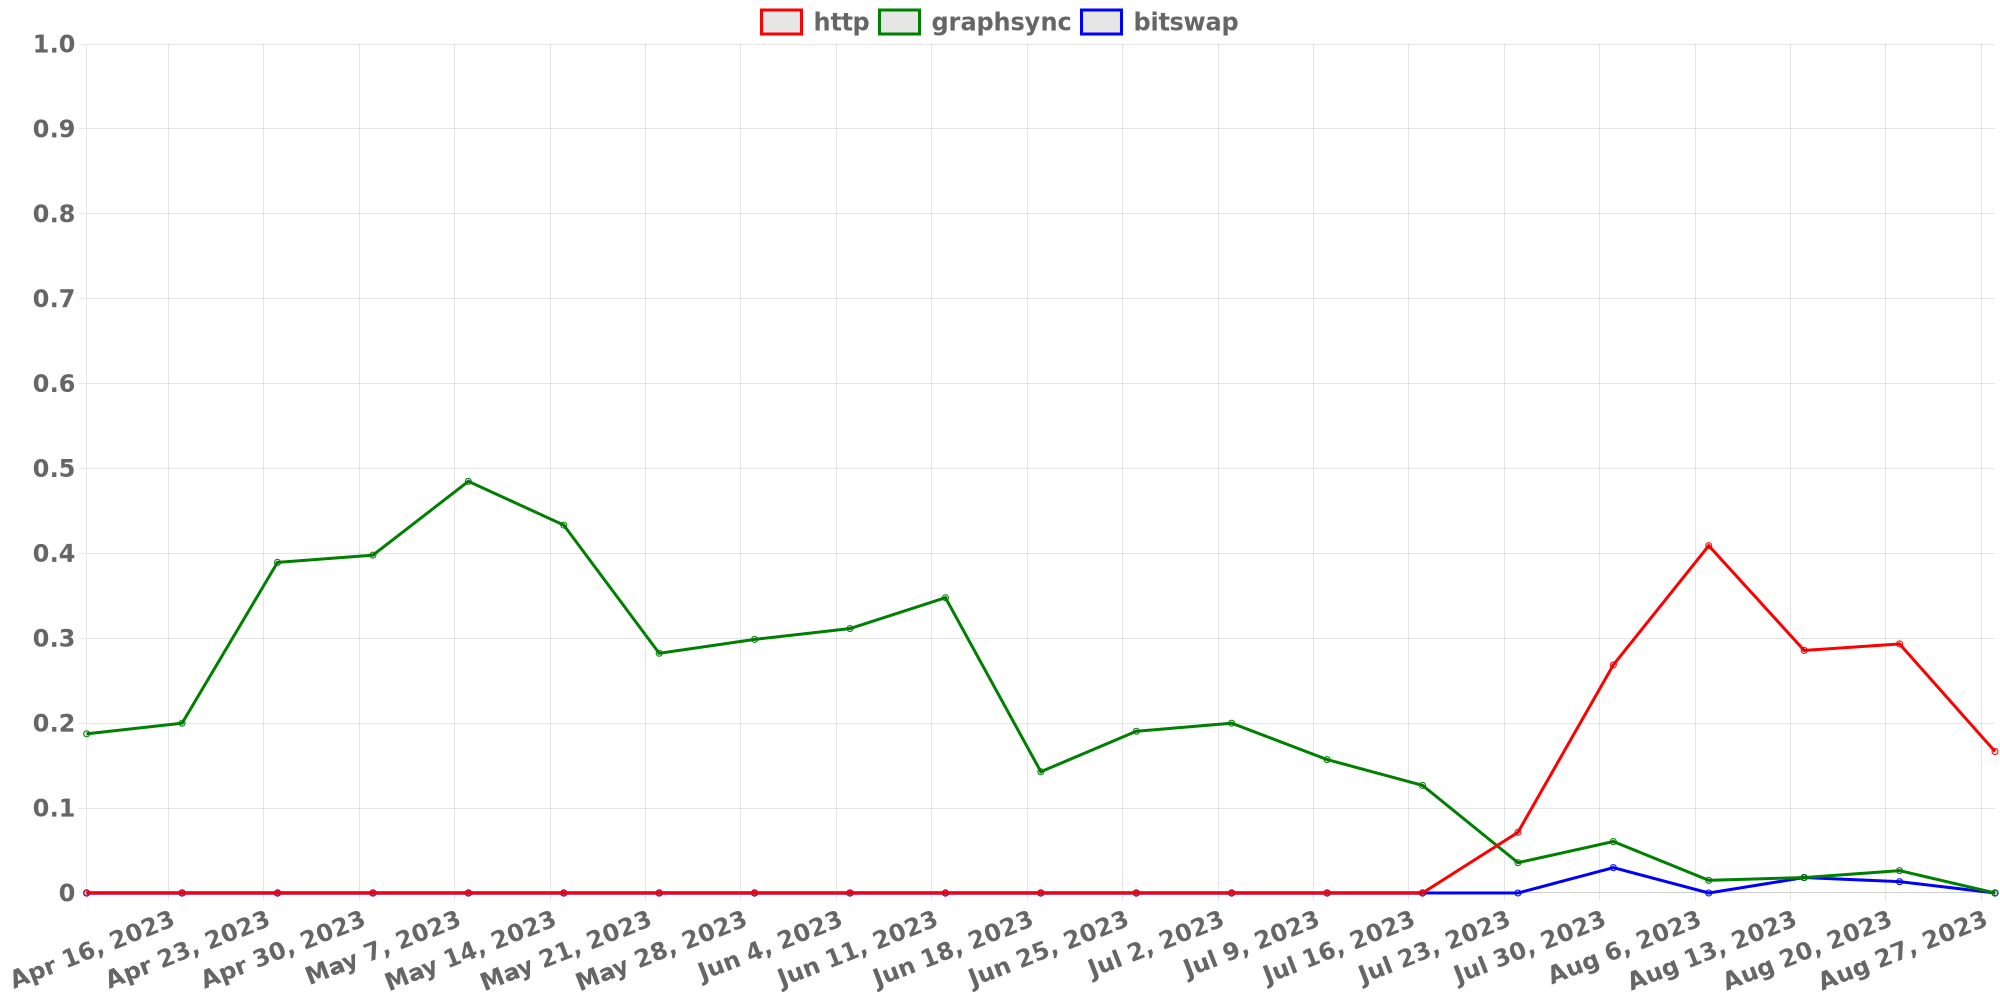 http graphsync bitswap
1.0
0.9
0.8
0.7
0.6
0.5
0.4
0.3
0.2
0.1
0
Apr 16, 2023
Apr 23, 2023
Apr 30, 2023
May 7, 2023
May 14, 2023
May 21, 2023
May 28, 2023
Jun 4, 2023
Jun 11, 2023
Jun 18, 2023
Jun 25, 2023
Jul 2, 2023
Jul 9, 2023
Jul 16, 2023
Jul 23, 2023
Jul 30, 2023
Aug 6, 2023
Aug 13, 2023
Aug 20, 2023
Aug 27, 2023